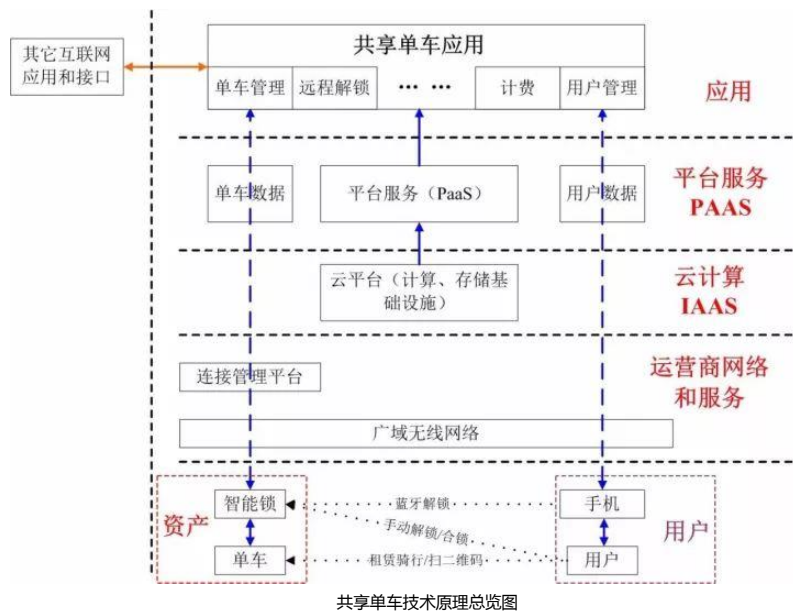 共享单车应用
其它互联网
应用和接口
单车管理
远程解锁
… …
计费
用户管理
应用
单车数据
平台服务（PaaS）
用户数据
平台服务
PAAS
云平台（计算、存储基
础设施）
云计算
IAAS
连接管理平台
运营商网络
和服务
广域无线网络
资产
智能锁
蓝牙解锁
手机
手动解锁/合锁
用户
单车
租赁骑行/扫二维码
用户
共享单车技术原理总览图